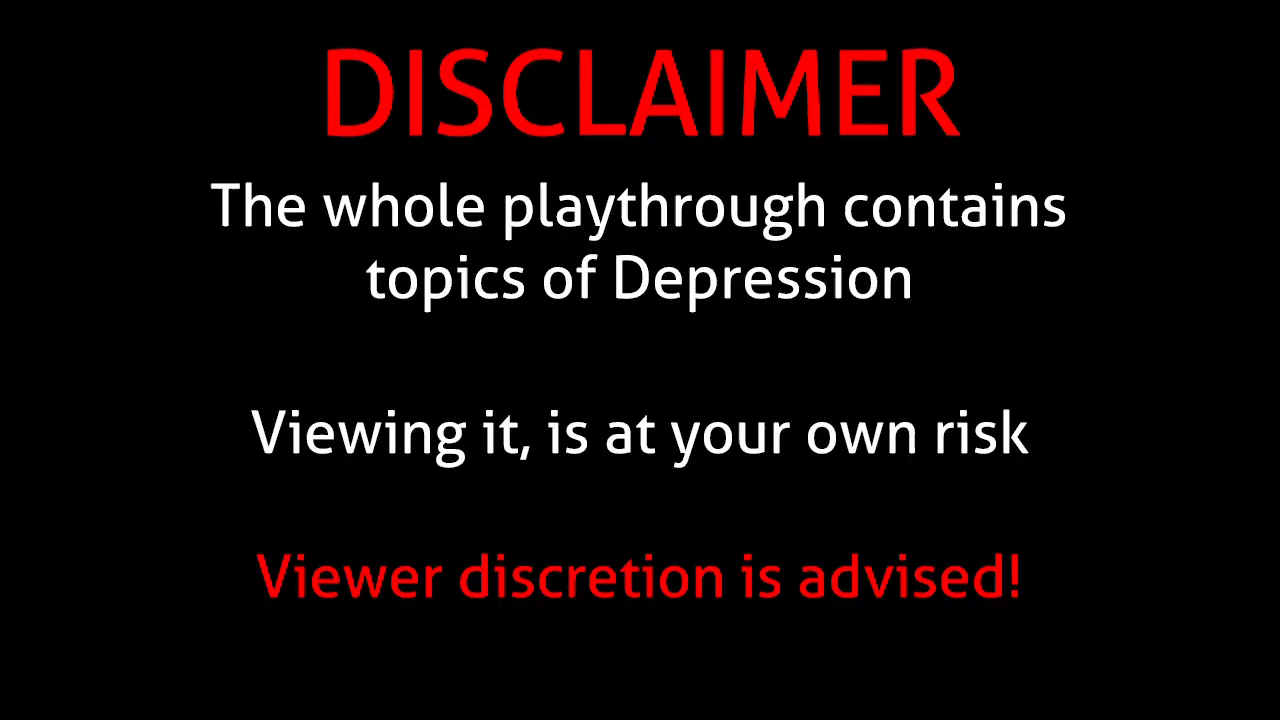 DISCLAIMER
The whole playthrough contains
topics of Depression
Viewing it, is at your own risk
Viewer discretion is advised!